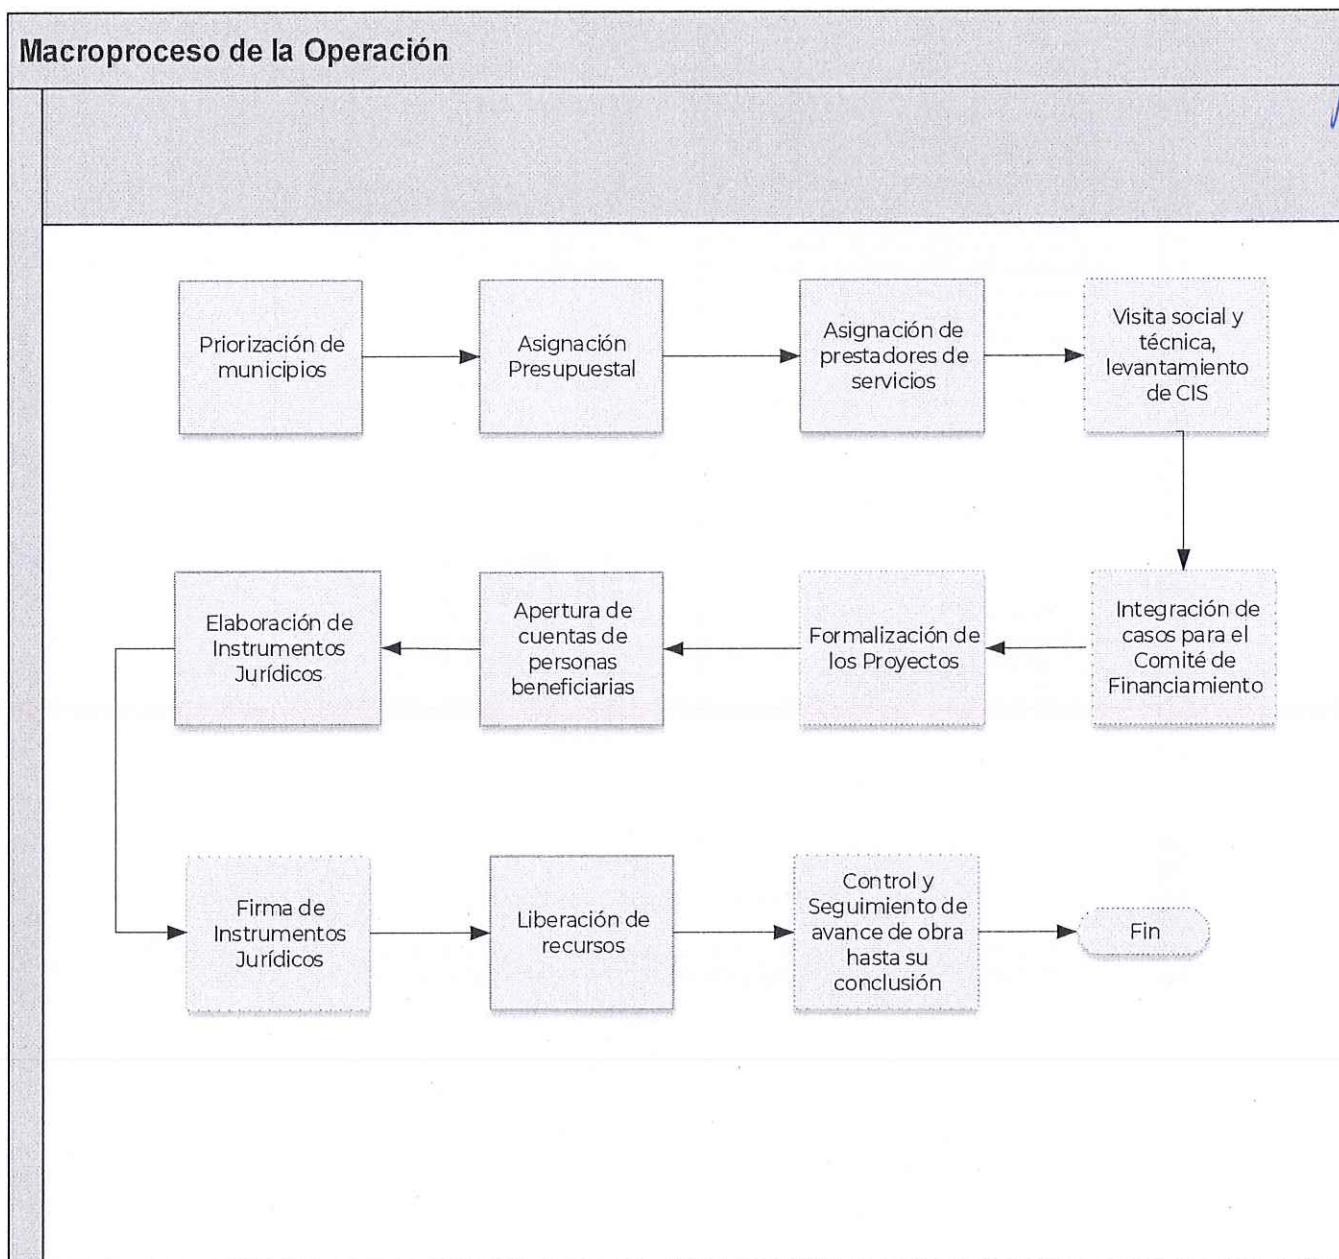 Macroproceso de la Operación
Priorización de
municipios
Asignación
Presupuestal
Asignación de
prestadores de
servicios
Visita social y
técnica,
levantamiento
de CIS
Integración de
casos para el
Comité de
Financiamiento
Formalización de
los Proyectos
Apertura de
cuentas de
personas
beneficiarias
Elaboración de
Instrumentos
Jurídicos
Firma de
Instrumentos
Jurídicos
Liberación de
recursos
Control y
Seguimiento de
avance de obra
hasta su
conclusión
Fin